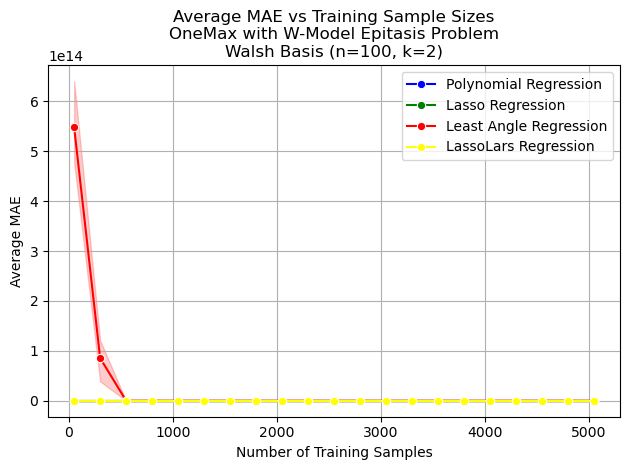 Average MAE vs Training Sample Sizes
OneMax with W-Model Epitasis Problem
Walsh Basis (n=100, k=2)
1e14
Polynomial Regression
Lasso Regression
Least Angle Regression
LassoLars Regression
6
5
4
3
2
1
0
Average MAE
0 1000 2000 3000 4000 5000
Number of Training Samples